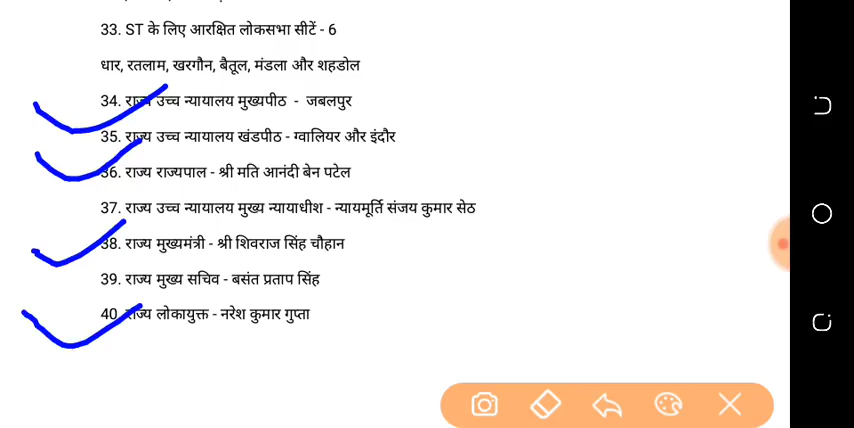 33. ST के लिए आरक्षित लोकसभा सीटें - 6
धार, रतलाम, खरगौन, बैतूल, मंडला और शहडोल
34. राज्य उच्च न्यायालय मुख्यपीठ - जबलपुर
35. राज्य उच्च न्यायालय खंडपीठ - ग्वालियर और इंदौर
36. राज्य राज्यपाल - श्री मति आनंदी बेन पटेल
37. राज्य उच्च न्यायालय मुख्य न्यायाधीश - न्यायमूर्ति संजय कुमार सेठ
38. राज्य मुख्यमंत्री - श्री शिवराज सिंह चौहान
39. राज्य मुख्य सचिव - बसंत प्रताप सिंह
40. राज्य लोकायुक्त - नरेश कुमार गुप्ता